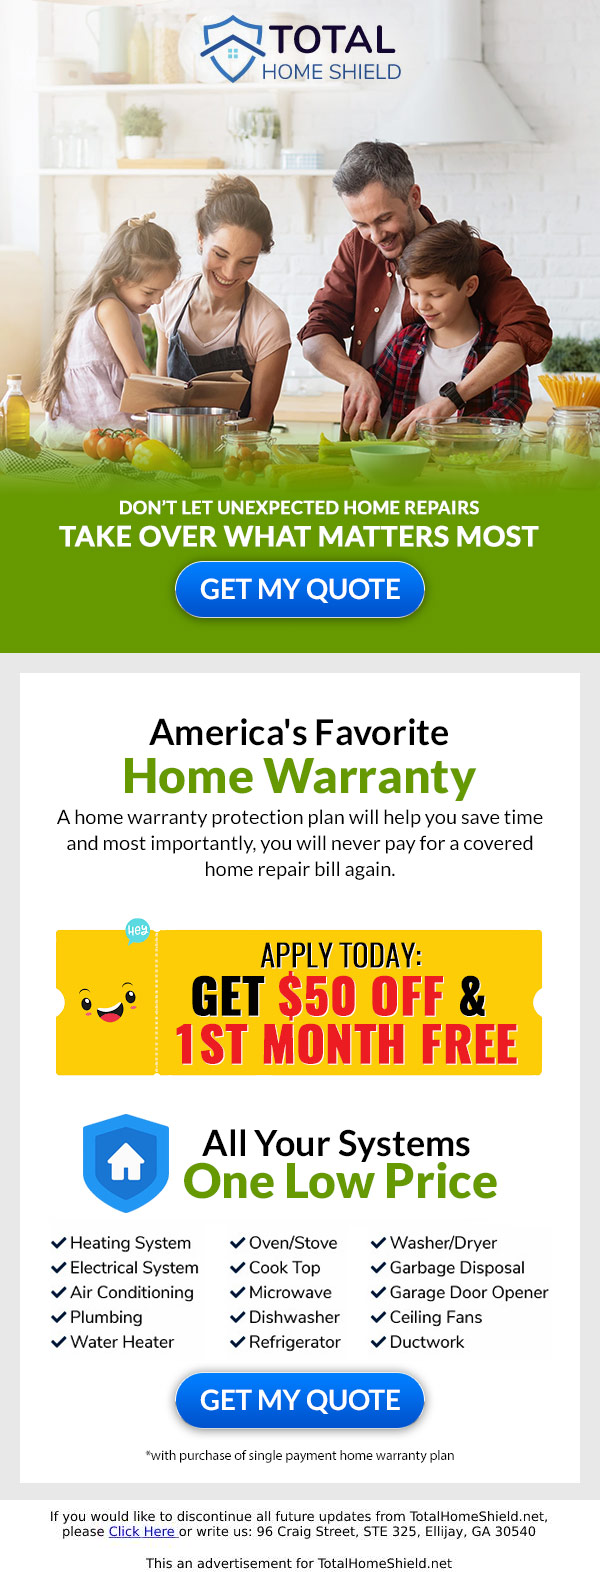 TOTAL
HOME SHIELD
DON'T LET UNEXPECTED HOME REPAIRS
TAKE OVER WHAT MATTERS MOST
GET MY QUOTE
America's Favorite
Home Warranty
A home warranty protection plan will help you save time
and most importantly, you will never pay for a covered
home repair bill again.
Hey
APPLY TODAY:
GET $50 OFF &
1ST MONTH FREE
All Your Systems
One Low Price
Heating System
Electrical System
Air Conditioning
Plumbing
Water Heater
Oven/Stove
Cook Top
Microwave
Dishwasher
Refrigerator
Washer/Dryer
Garbage Disposal
Garage Door Opener
Ceiling Fans
Ductwork
GET MY QUOTE
*with purchase of single payment home warranty plan
If you would like to discontinue all future updates from TotalHomeShield.net,
please Click Here or write us: 96 Craig Street, STE 325, Ellijay, GA 30540
This an advertisement for TotalHomeShield.net